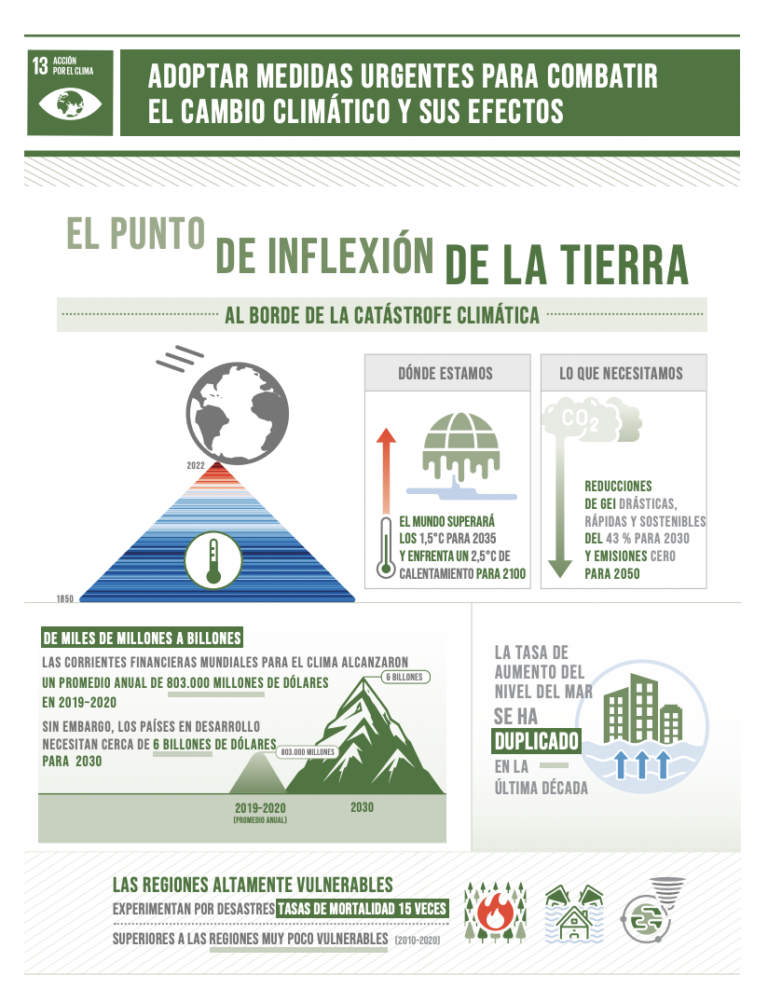 13 ACCIÓN
POR EL CLIMA
ADOPTAR MEDIDAS URGENTES PARA COMBATIR
EL CAMBIO CLIMÁTICO Y SUS EFECTOS
EL PUNTO DE INFLEXIÓN DE LA TIERRA
AL BORDE DE LA CATÁSTROFE CLIMÁTICA
2022
1850
DÓNDE ESTAMOS
EL MUNDO SUPERARÁ
LOS 1,5°C PARA 2035
Y ENFRENTA UN 2,5°C DE
CALENTAMIENTO PARA 2100
LO QUE NECESITAMOS
CO2
REDUCCIONES
DE GEI DRÁSTICAS,
RÁPIDAS Y SOSTENIBLES
DEL 43 % PARA 2030
Y EMISIONES CERO
PARA 2050
DE MILES DE MILLONES A BILLONES
LAS CORRIENTES FINANCIERAS MUNDIALES PARA EL CLIMA ALCANZARON
UN PROMEDIO ANUAL DE 803.000 MILLONES DE DÓLARES
EN 2019-2020
SIN EMBARGO, LOS PAÍSES EN DESARROLLO
NECESITAN CERCA DE 6 BILLONES DE DÓLARES
PARA 2030
6 BILLONES
803.000 MILLONES
2019-2020
(PROMEDIO ANUAL)
2030
LA TASA DE
AUMENTO DEL
NIVEL DEL MAR
SE HA
DUPLICADO
EN LA
ÚLTIMA DÉCADA
LAS REGIONES ALTAMENTE VULNERABLES
EXPERIMENTAN POR DESASTRES TASAS DE MORTALIDAD 15 VECES
SUPERIORES A LAS REGIONES MUY POCO VULNERABLES (2010-2020)